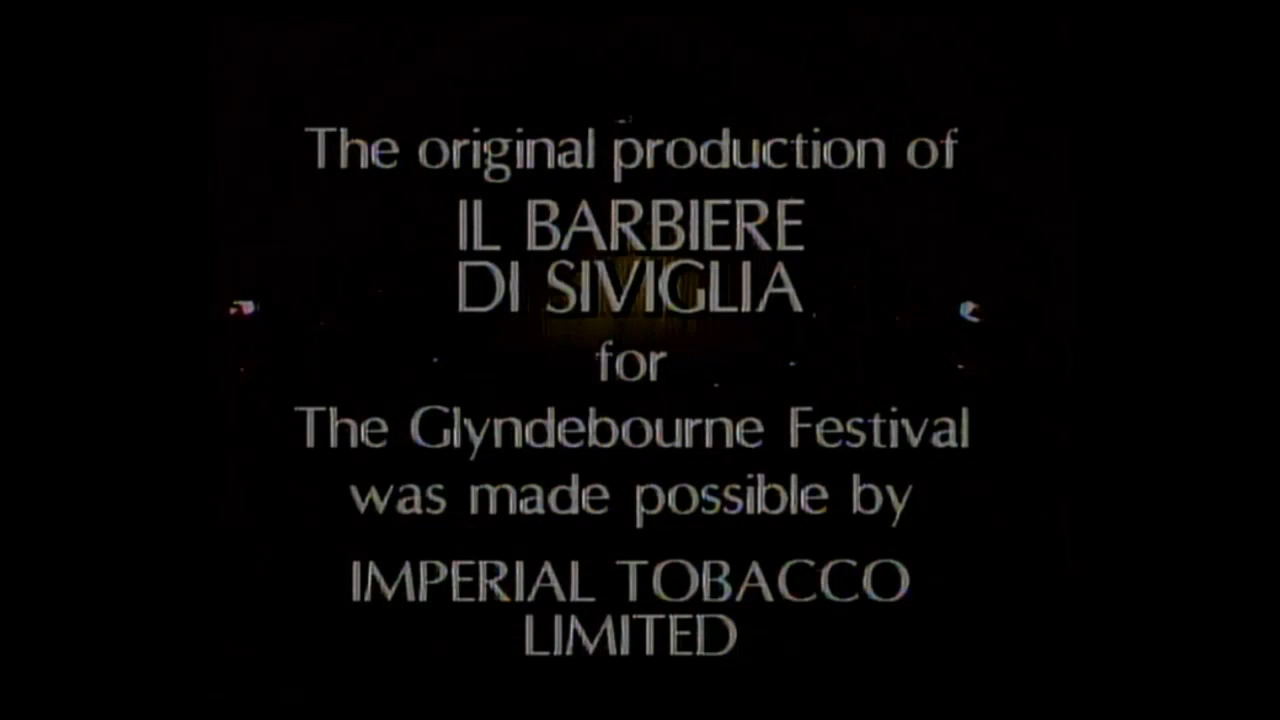 The original production of
IL BARBIERE
DI SIVIGLIA
for
The Glyndebourne Festival
was made possible by
IMPERIAL TOBACCO
LIMITED